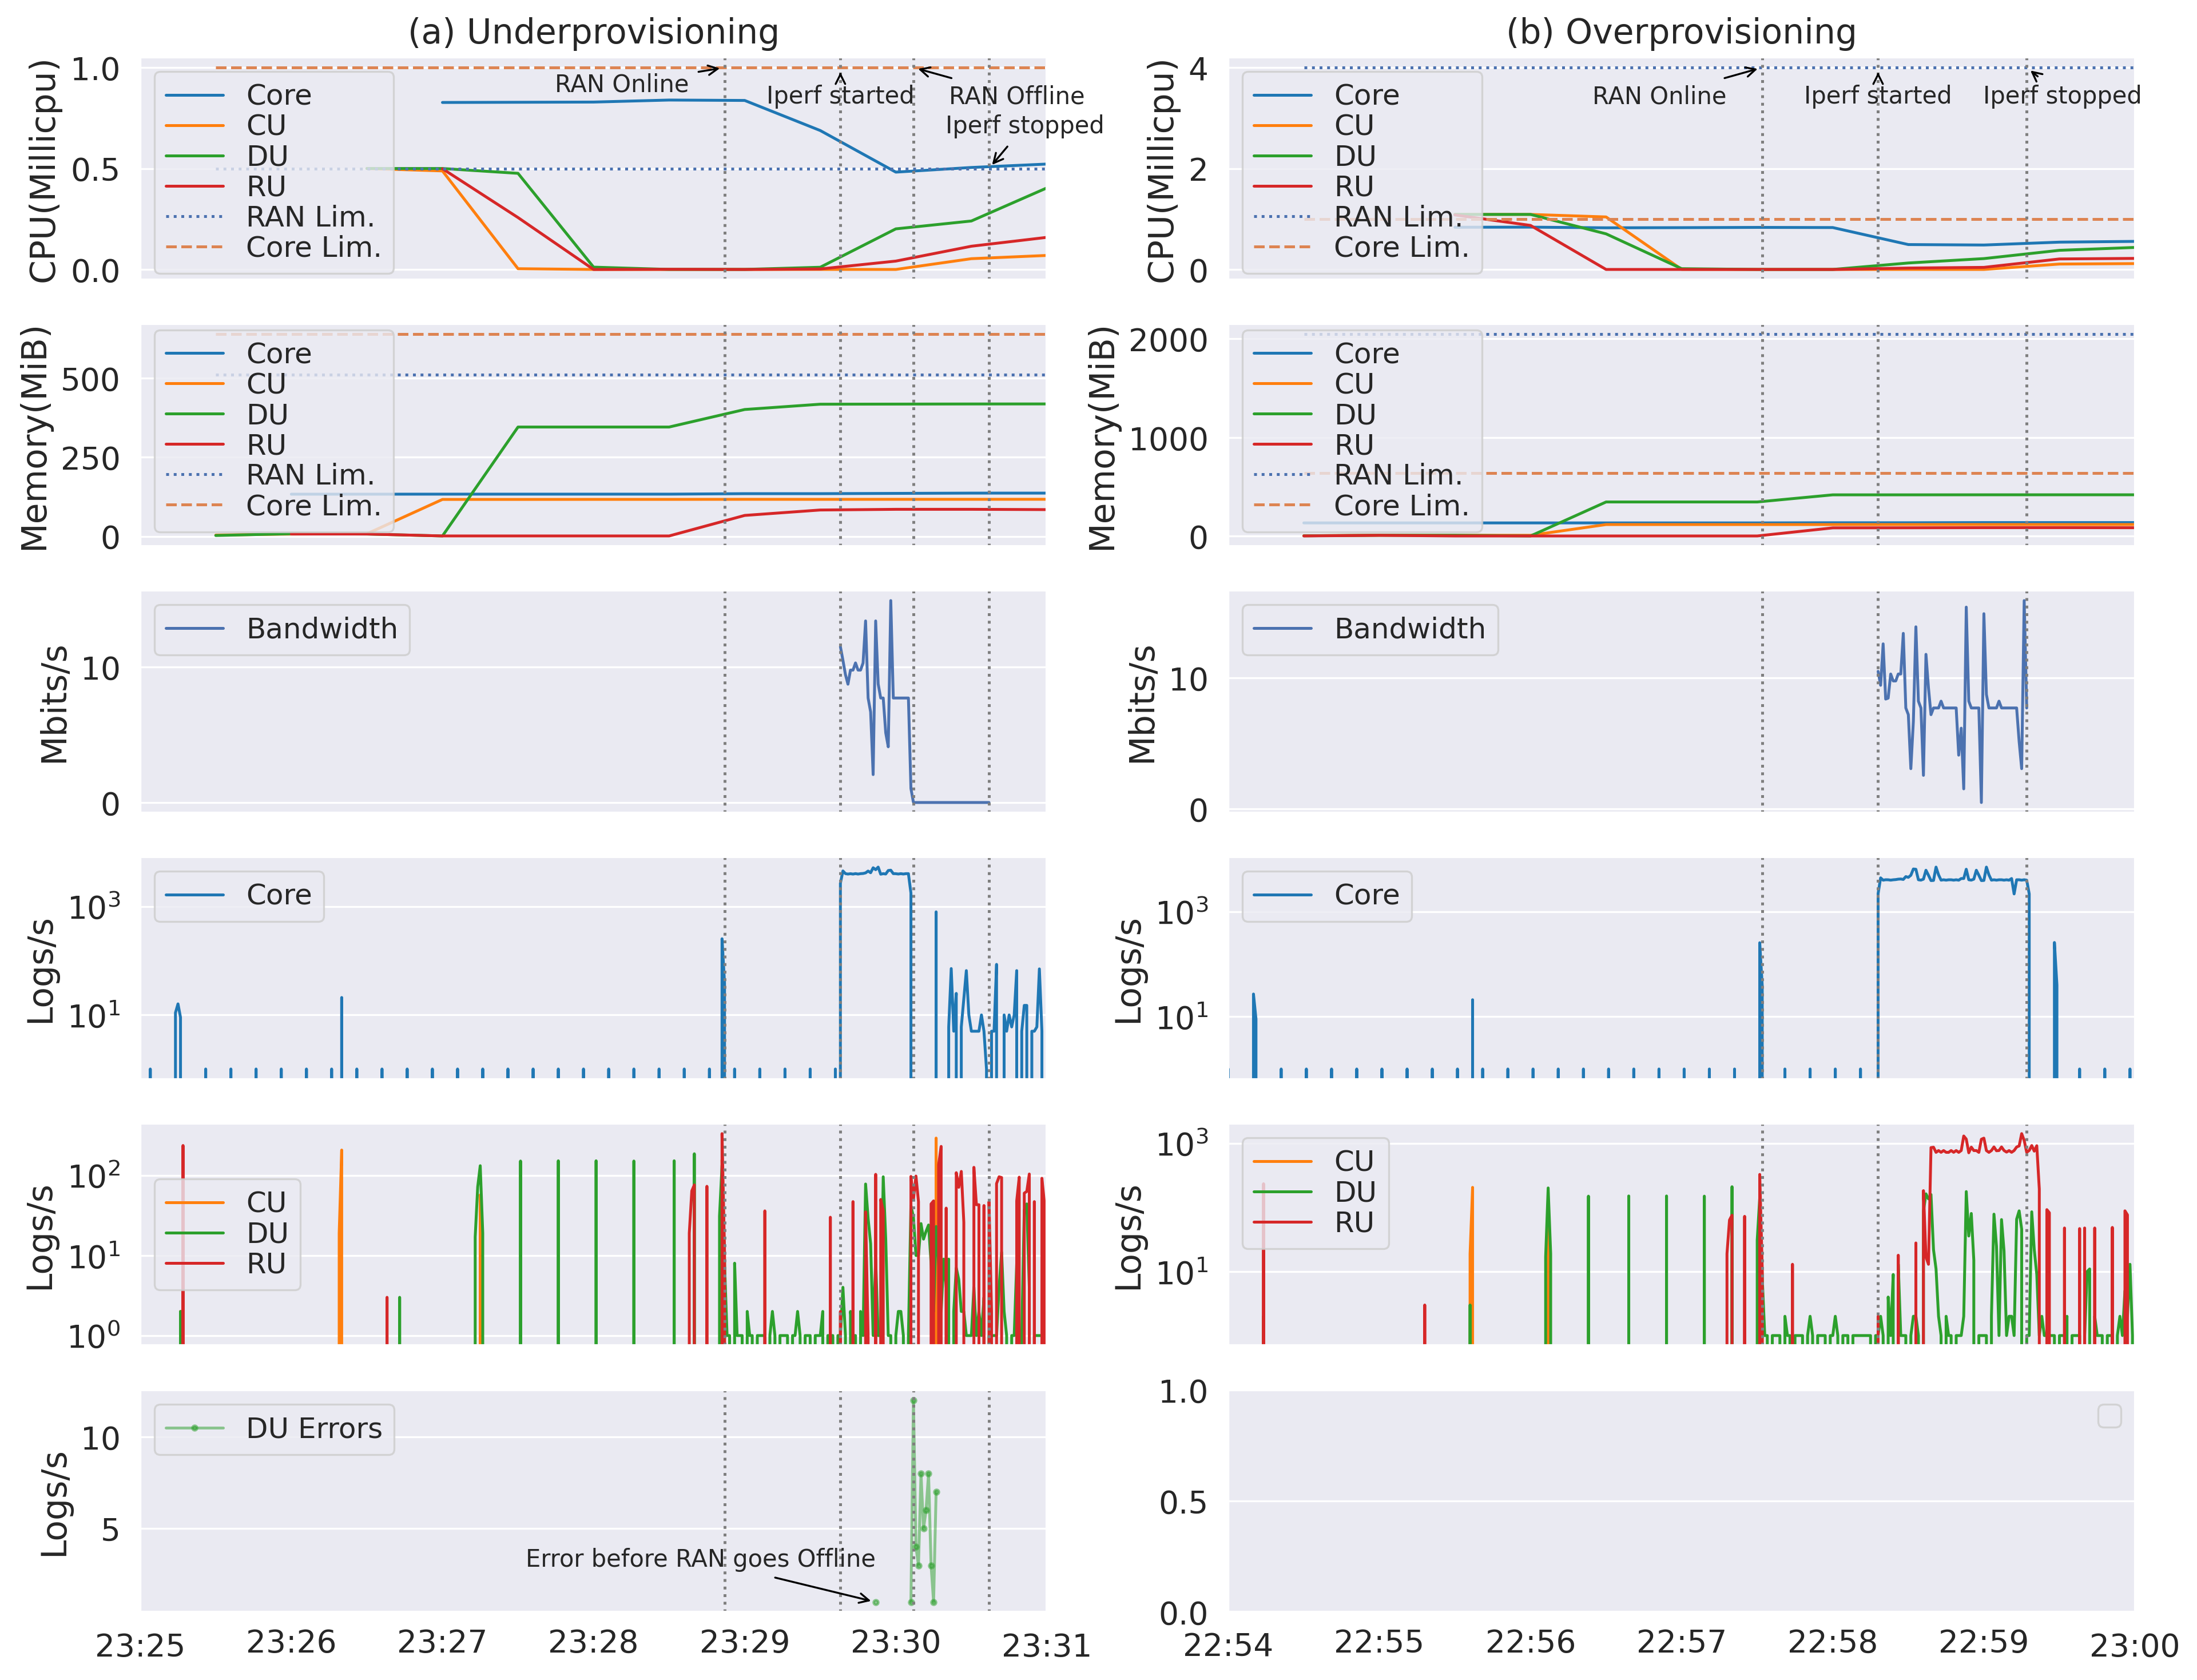 (a) Underprovisioning
CPU(Millicpu)
1.0
0.5
0.0
Core
CU
DU
RU
RAN Lim.
Core Lim.
RAN Online
Iperf started
RAN Offline
Iperf stopped
Memory(MiB)
500
250
0
Core
CU
DU
RU
RAN Lim.
Core Lim.
Mbits/s
10
0
Bandwidth
Logs/s
10³
10¹
Core
Logs/s
10²
10¹
10⁰
CU
DU
RU
Logs/s
10
5
DU Errors
Error before RAN goes Offline
23:25 23:26 23:27 23:28 23:29 23:30 23:31
(b) Overprovisioning
CPU(Millicpu)
4
2
0
Core
CU
DU
RU
RAN Lim.
Core Lim.
RAN Online
Iperf started
Iperf stopped
Memory(MiB)
2000
1000
0
Core
CU
DU
RU
RAN Lim.
Core Lim.
Mbits/s
10
0
Bandwidth
Logs/s
10³
10¹
Core
Logs/s
10³
10¹
CU
DU
RU
1.0
0.5
0.0
22:54 22:55 22:56 22:57 22:58 22:59 23:00